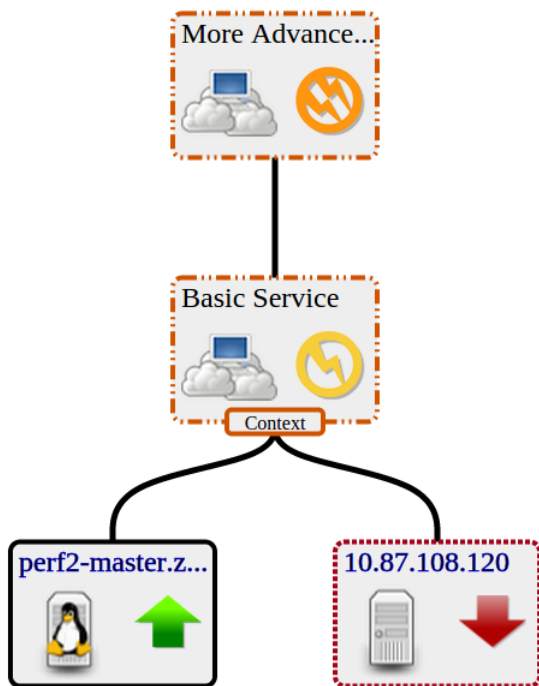 More Advance...
Basic Service
Context
perf2-master.z...
10.87.108.120